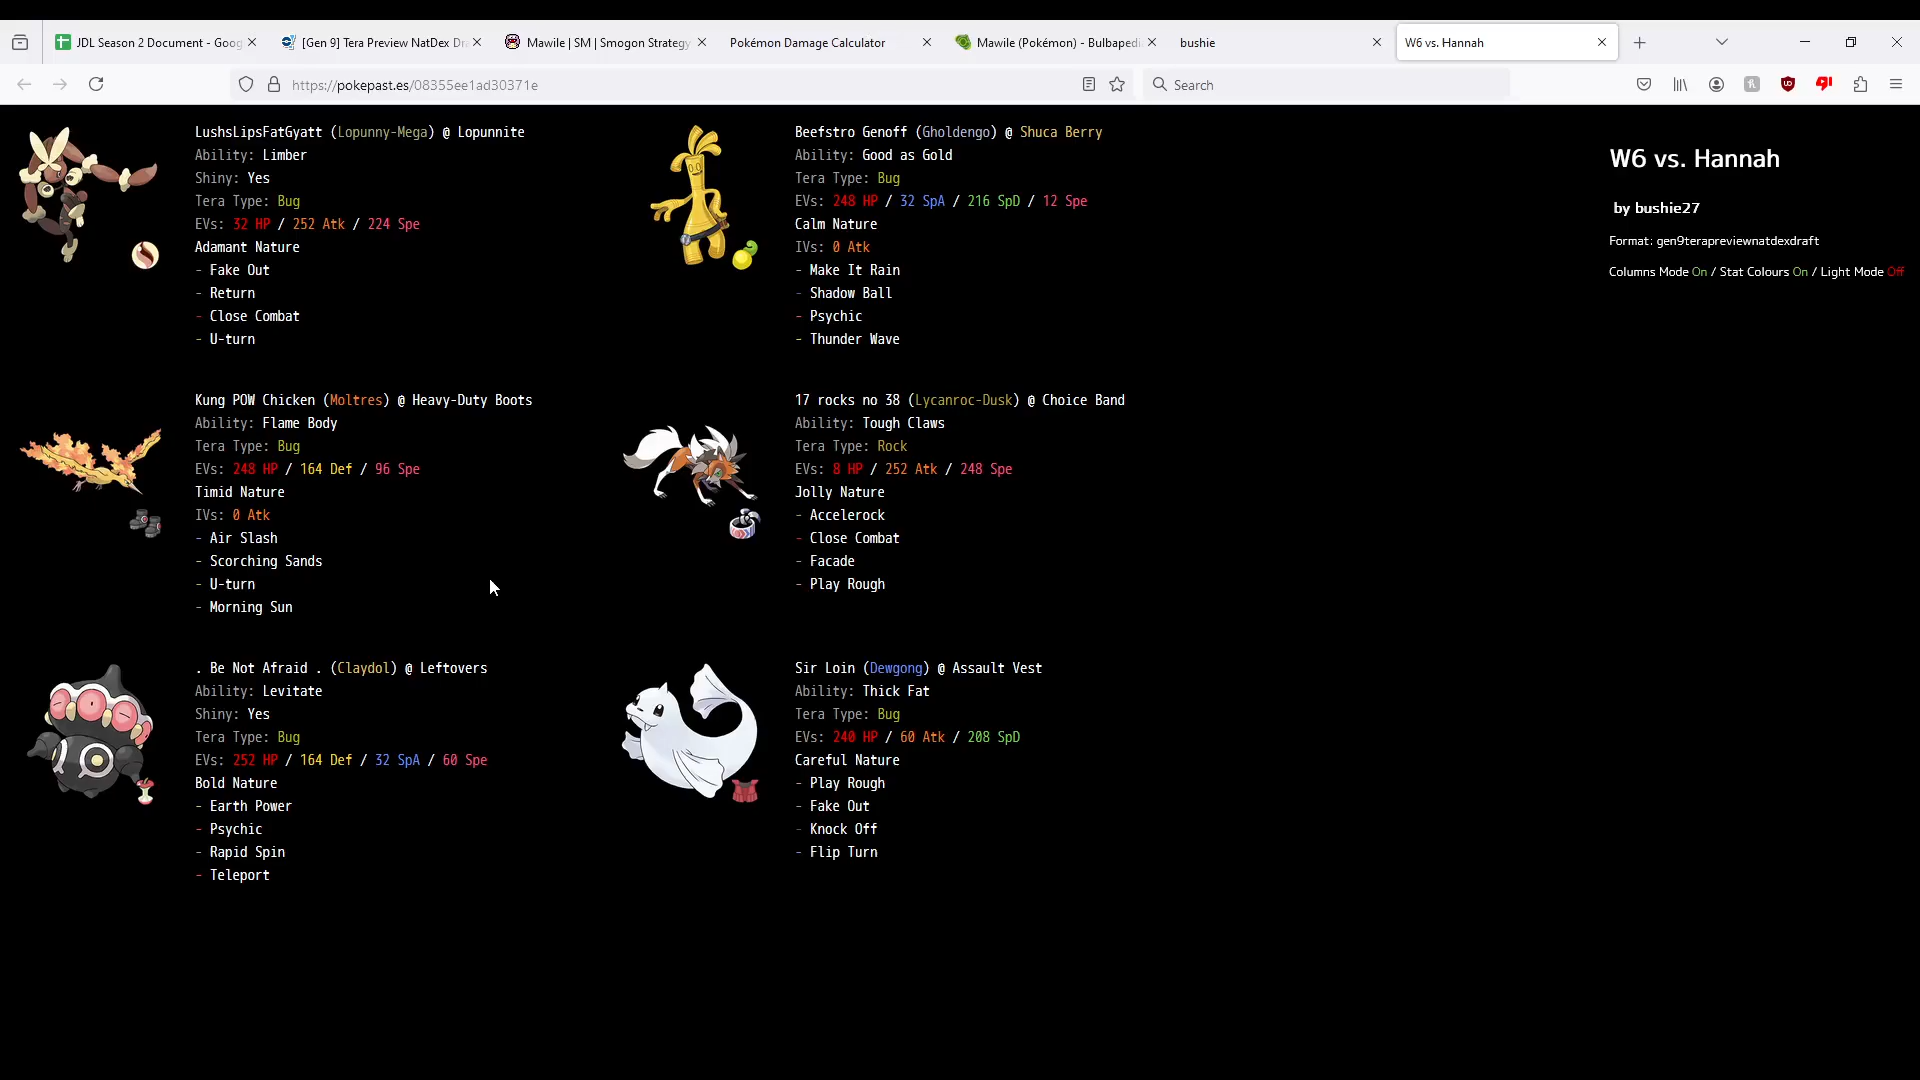 JDL Season 2 Document - Goog
[Gen 9] Tera Preview NatDex Dr
Mawile | SM | Smogon Strategy
Pokémon Damage Calculator
Mawile (Pokémon) - Bulbapedi
bushie
W6 vs. Hannah
https://pokepast.es/08355ee1ad30371e
Search
LushsLipsFatGyatt (Lopunny-Mega) @ Lopunnite
Ability: Limber
Shiny: Yes
Tera Type: Bug
EVs: 32 HP / 252 Atk / 224 Spe
Adamant Nature
- Fake Out
- Return
- Close Combat
- U-turn
Beefstro Genoff (Gholdengo) @ Shuca Berry
Ability: Good as Gold
Tera Type: Bug
EVs: 248 HP / 32 SpA / 216 SpD / 12 Spe
Calm Nature
IVs: 0 Atk
- Make It Rain
- Shadow Ball
- Psychic
- Thunder Wave
Kung POW Chicken (Moltres) @ Heavy-Duty Boots
Ability: Flame Body
Tera Type: Bug
EVs: 248 HP / 164 Def / 96 Spe
Timid Nature
IVs: 0 Atk
- Air Slash
- Scorching Sands
- U-turn
- Morning Sun
17 rocks no 38 (Lycanroc-Dusk) @ Choice Band
Ability: Tough Claws
Tera Type: Rock
EVs: 8 HP / 252 Atk / 248 Spe
Jolly Nature
- Accelerock
- Close Combat
- Facade
- Play Rough
. Be Not Afraid . (Claydol) @ Leftovers
Ability: Levitate
Shiny: Yes
Tera Type: Bug
EVs: 252 HP / 164 Def / 32 SpA / 60 Spe
Bold Nature
- Earth Power
- Psychic
- Rapid Spin
- Teleport
Sir Loin (Dewgong) @ Assault Vest
Ability: Thick Fat
Tera Type: Bug
EVs: 240 HP / 60 Atk / 208 SpD
Careful Nature
- Play Rough
- Fake Out
- Knock Off
- Flip Turn
W6 vs. Hannah
by bushie27
Format: gen9terapreviewnatdexdraft
Columns Mode On / Stat Colours On / Light Mode Off